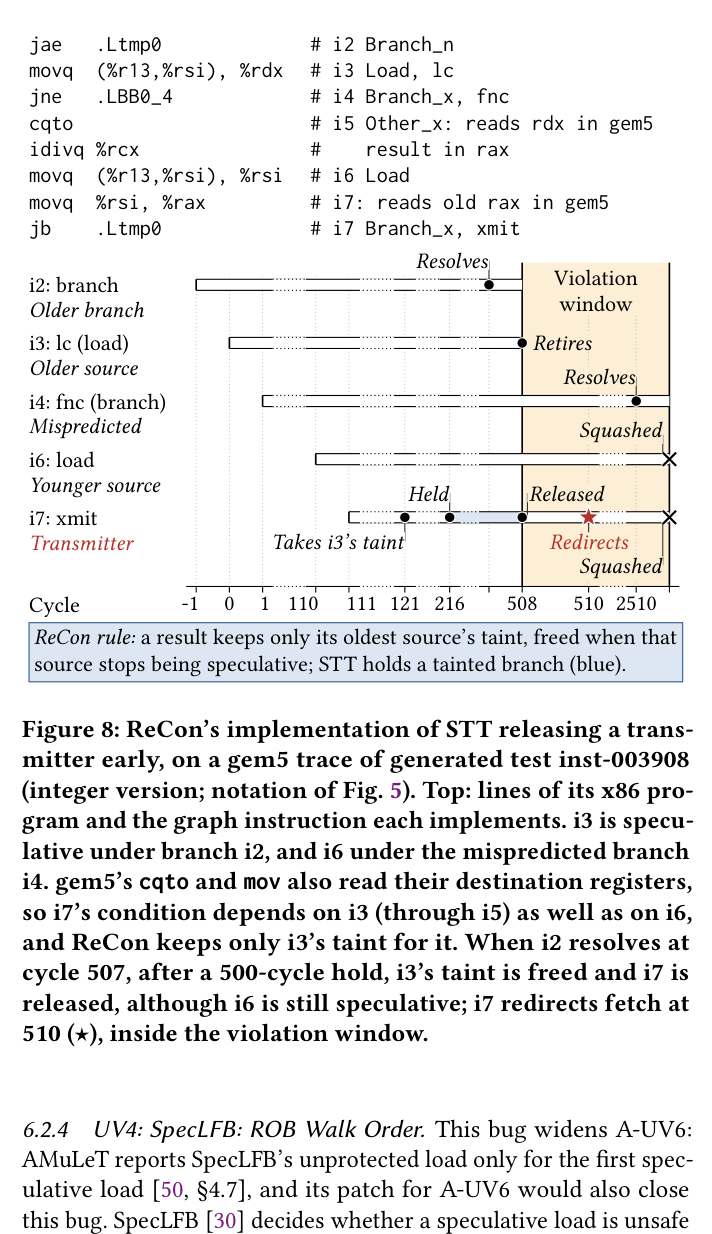 jae   .Ltmp0              # i2 Branch_n
movq  (%r13,%rsi), %rdx  # i3 Load, lc
jne   .LBB0_4             # i4 Branch_x, fnc
cqto                      # i5 Other_x: reads rdx in gem5
idivq %rcx                #    result in rax
movq  (%r13,%rsi), %rsi  # i6 Load
movq  %rsi, %rax          # i7: reads old rax in gem5
jb    .Ltmp0              # i7 Branch_x, xmit
Resolves
i2: branch
Older branch
Violation
window
i3: lc (load)
Older source
Retires
Resolves
i4: fnc (branch)
Mispredicted
Squashed
i6: load
Younger source
Held
Released
i7: xmit
Transmitter
Takes i3's taint
Redirects
Squashed
Cycle -1 0 1 110 111 121 216 508 510 2510
ReCon rule: a result keeps only its oldest source's taint, freed when that
source stops being speculative; STT holds a tainted branch (blue).
Figure 8: ReCon's implementation of STT releasing a trans-
mitter early, on a gem5 trace of generated test inst-003908
(integer version; notation of Fig. 5). Top: lines of its x86 pro-
gram and the graph instruction each implements. i3 is specu-
lative under branch i2, and i6 under the mispredicted branch
i4. gem5's cqto and mov also read their destination registers,
so i7's condition depends on i3 (through i5) as well as on i6,
and ReCon keeps only i3's taint for it. When i2 resolves at
cycle 507, after a 500-cycle hold, i3's taint is freed and i7 is
released, although i6 is still speculative; i7 redirects fetch at
510 (★), inside the violation window.
6.2.4 UV4: SpecLFB: ROB Walk Order. This bug widens A-UV6:
AMuLeT reports SpecLFB's unprotected load only for the first spec-
ulative load [50, §4.7], and its patch for A-UV6 would also close
this bug. SpecLFB [30] decides whether a speculative load is unsafe